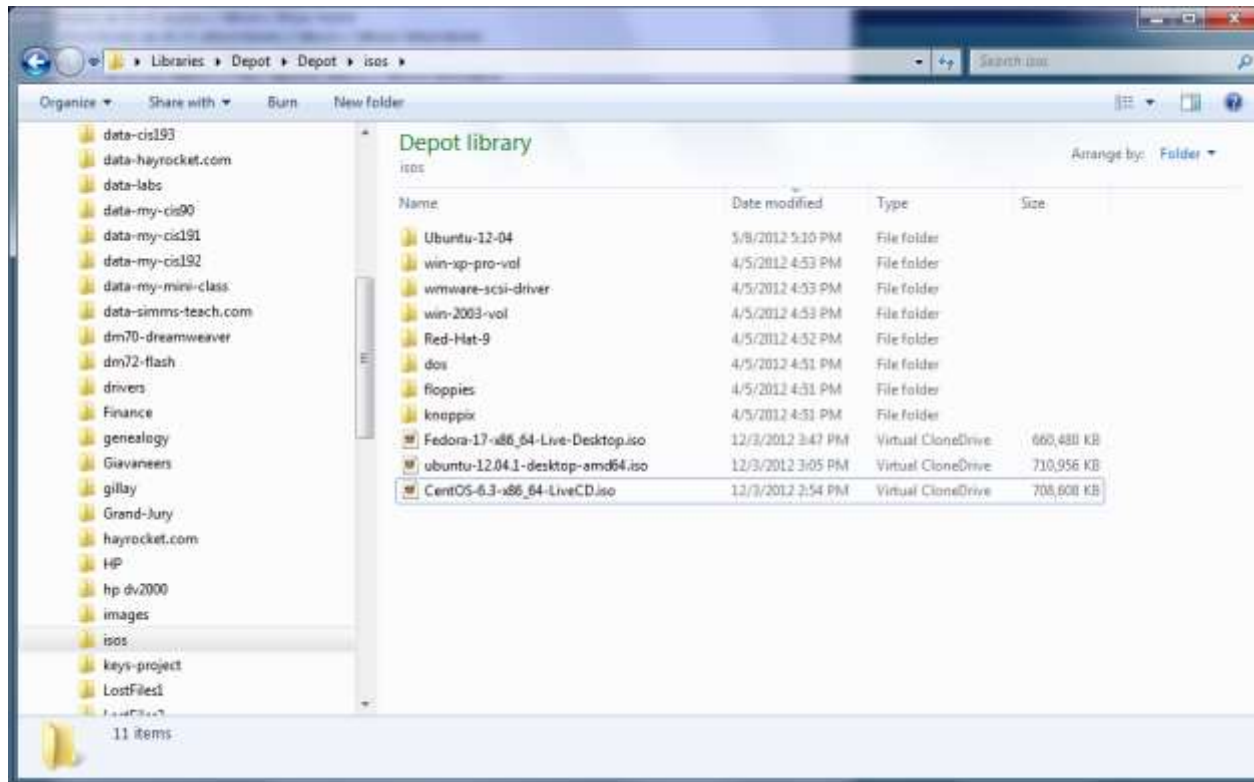 Libraries ▸ Depot ▸ Depot ▸ isos ▸ Search isos
Organize Share with Burn New folder
data-cis193
data-hayrocket.com
data-labs
data-my-cis90
data-my-cis191
data-my-cis192
data-my-mini-class
data-simms-teach.com
dm70-dreamweaver
dm72-flash
drivers
Finance
genealogy
Giavaneers
gillay
Grand-Jury
hayrocket.com
HP
hp dv2000
images
isos
keys-project
LostFiles1
Depot library
isos
Arrange by: Folder
Name Date modified Type Size
Ubuntu-12-04 5/8/2012 5:10 PM File folder
win-xp-pro-vol 4/5/2012 4:53 PM File folder
wmware-scsi-driver 4/5/2012 4:53 PM File folder
win-2003-vol 4/5/2012 4:53 PM File folder
Red-Hat-9 4/5/2012 4:52 PM File folder
dos 4/5/2012 4:51 PM File folder
floppies 4/5/2012 4:51 PM File folder
knoppix 4/5/2012 4:51 PM File folder
Fedora-17-x86_64-Live-Desktop.iso 12/3/2012 3:47 PM Virtual CloneDrive 660,480 KB
ubuntu-12.04.1-desktop-amd64.iso 12/3/2012 3:05 PM Virtual CloneDrive 710,956 KB
CentOS-6.3-x86_64-LiveCD.iso 12/3/2012 2:54 PM Virtual CloneDrive 708,608 KB
11 items